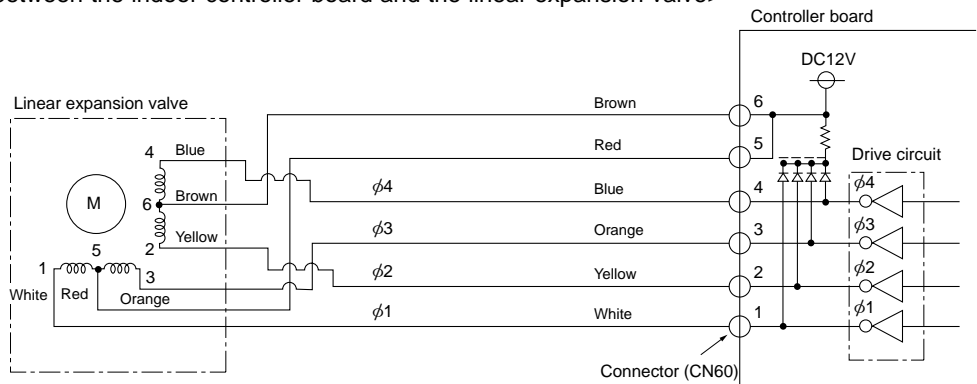 between the indoor controller board and the linear expansion valve>
Controller board
DC12V
Linear expansion valve
Brown
6
Red
5
Drive circuit
4
Blue
ϕ4
Blue
4
ϕ4
M
6
Brown
ϕ3
Orange
3
ϕ3
5
2
Yellow
ϕ2
Yellow
2
ϕ2
1
3
White
Red
Orange
ϕ1
White
1
ϕ1
Connector (CN60)